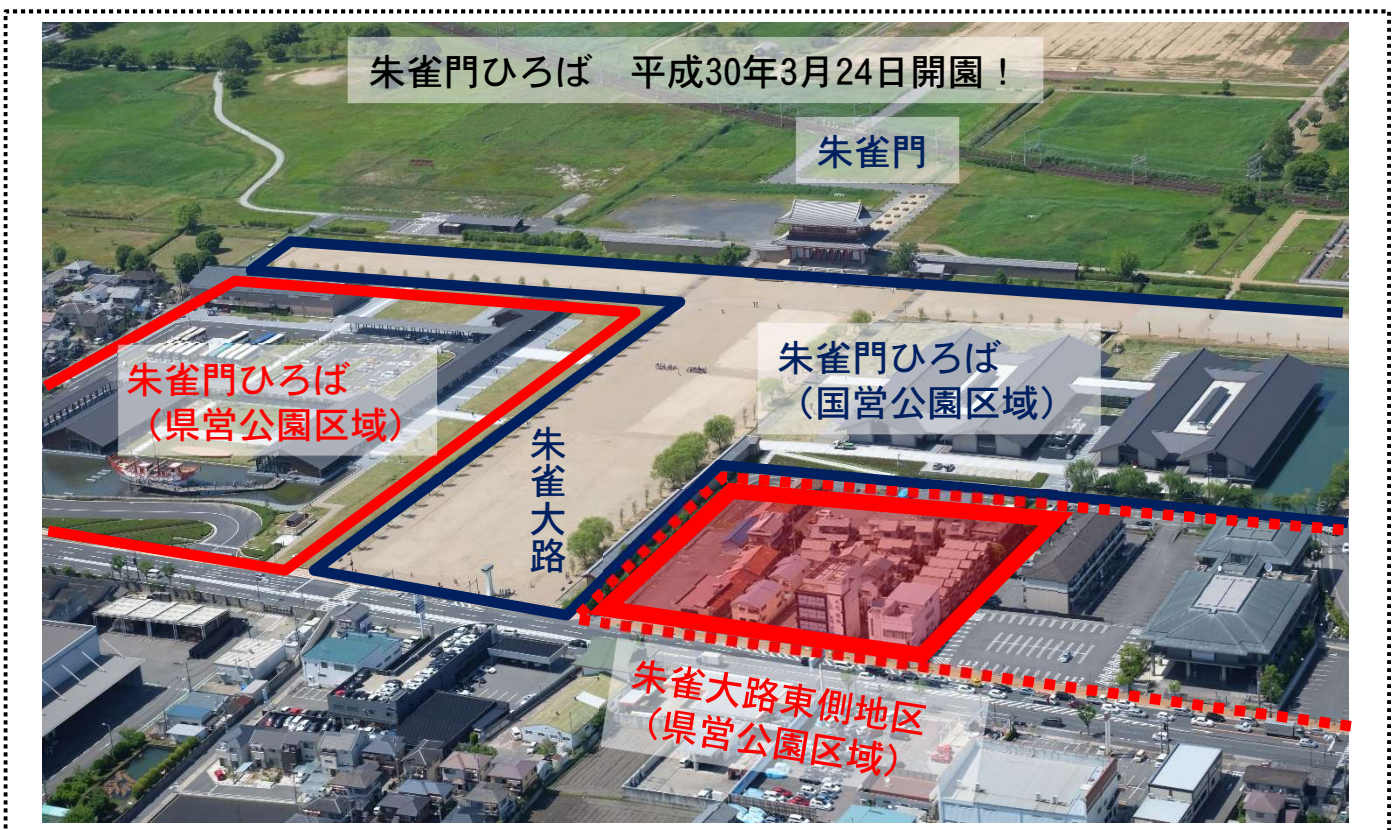 朱雀門ひろば　平成30年3月24日開園！
朱雀門
朱雀門ひろば
（県営公園区域）
朱雀門ひろば
（国営公園区域）
朱雀大路
朱雀大路東側地区
（県営公園区域）